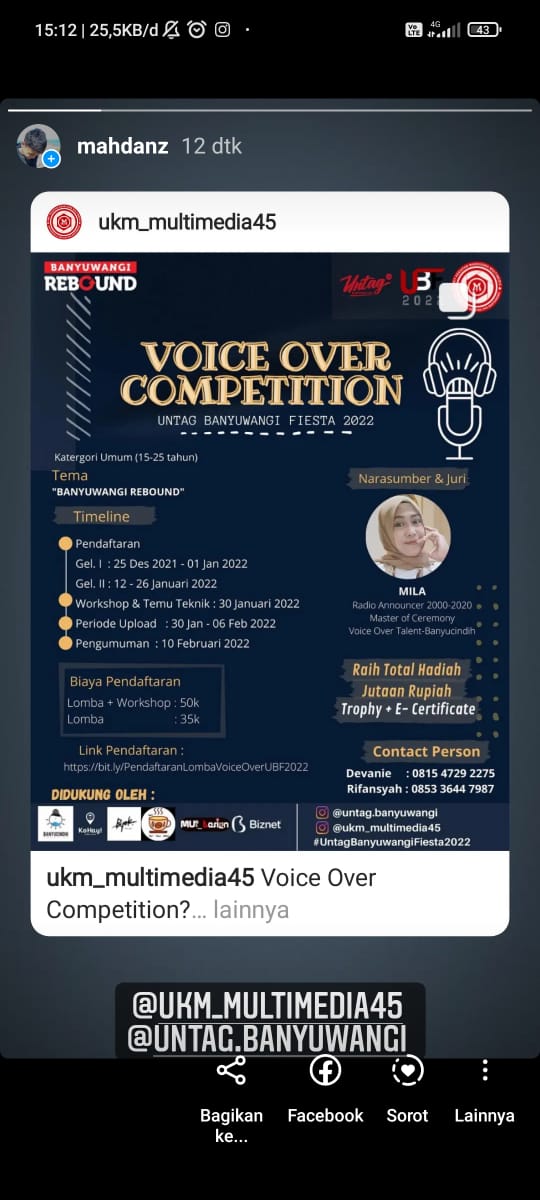 15:12 | 25,5KB/d
Vo
LTE
4G
43
mahdanz 12 dtk
ukm_multimedia45
BANYUWANGI
REBOUND
Untag
2022
M
VOICE OVER
COMPETITION
UNTAG BANYUWANGI FIESTA 2022
Katergori Umum (15-25 tahun)
Tema
"BANYUWANGI REBOUND"
Timeline
Pendaftaran
Gel. I : 25 Des 2021 - 01 Jan 2022
Gel. II : 12 - 26 Januari 2022
Workshop & Temu Teknik : 30 Januari 2022
Periode Upload : 30 Jan - 06 Feb 2022
Pengumuman : 10 Februari 2022
Narasumber & Juri
MILA
Radio Announcer 2000-2020
Master of Ceremony
Voice Over Talent-Banyucindih
Biaya Pendaftaran
Lomba + Workshop : 50k
Lomba : 35k
Raih Total Hadiah
Jutaan Rupiah
Trophy + E- Certificate
Link Pendaftaran :
https://bit.ly/PendaftaranLombaVoiceOverUBF2022
Contact Person
Devanie : 0815 4729 2275
Rifansyah : 0853 3644 7987
DIDUKUNG OLEH :
BANYUCINDIH
Biznet
@untag.banyuwangi
@ukm_multimedia45
#UntagBanyuwangiFiesta2022
ukm_multimedia45 Voice Over
Competition?... lainnya
@UKM_MULTIMEDIA45
@UNTAG.BANYUWANGI
Bagikan
ke...
Facebook
Sorot
Lainnya